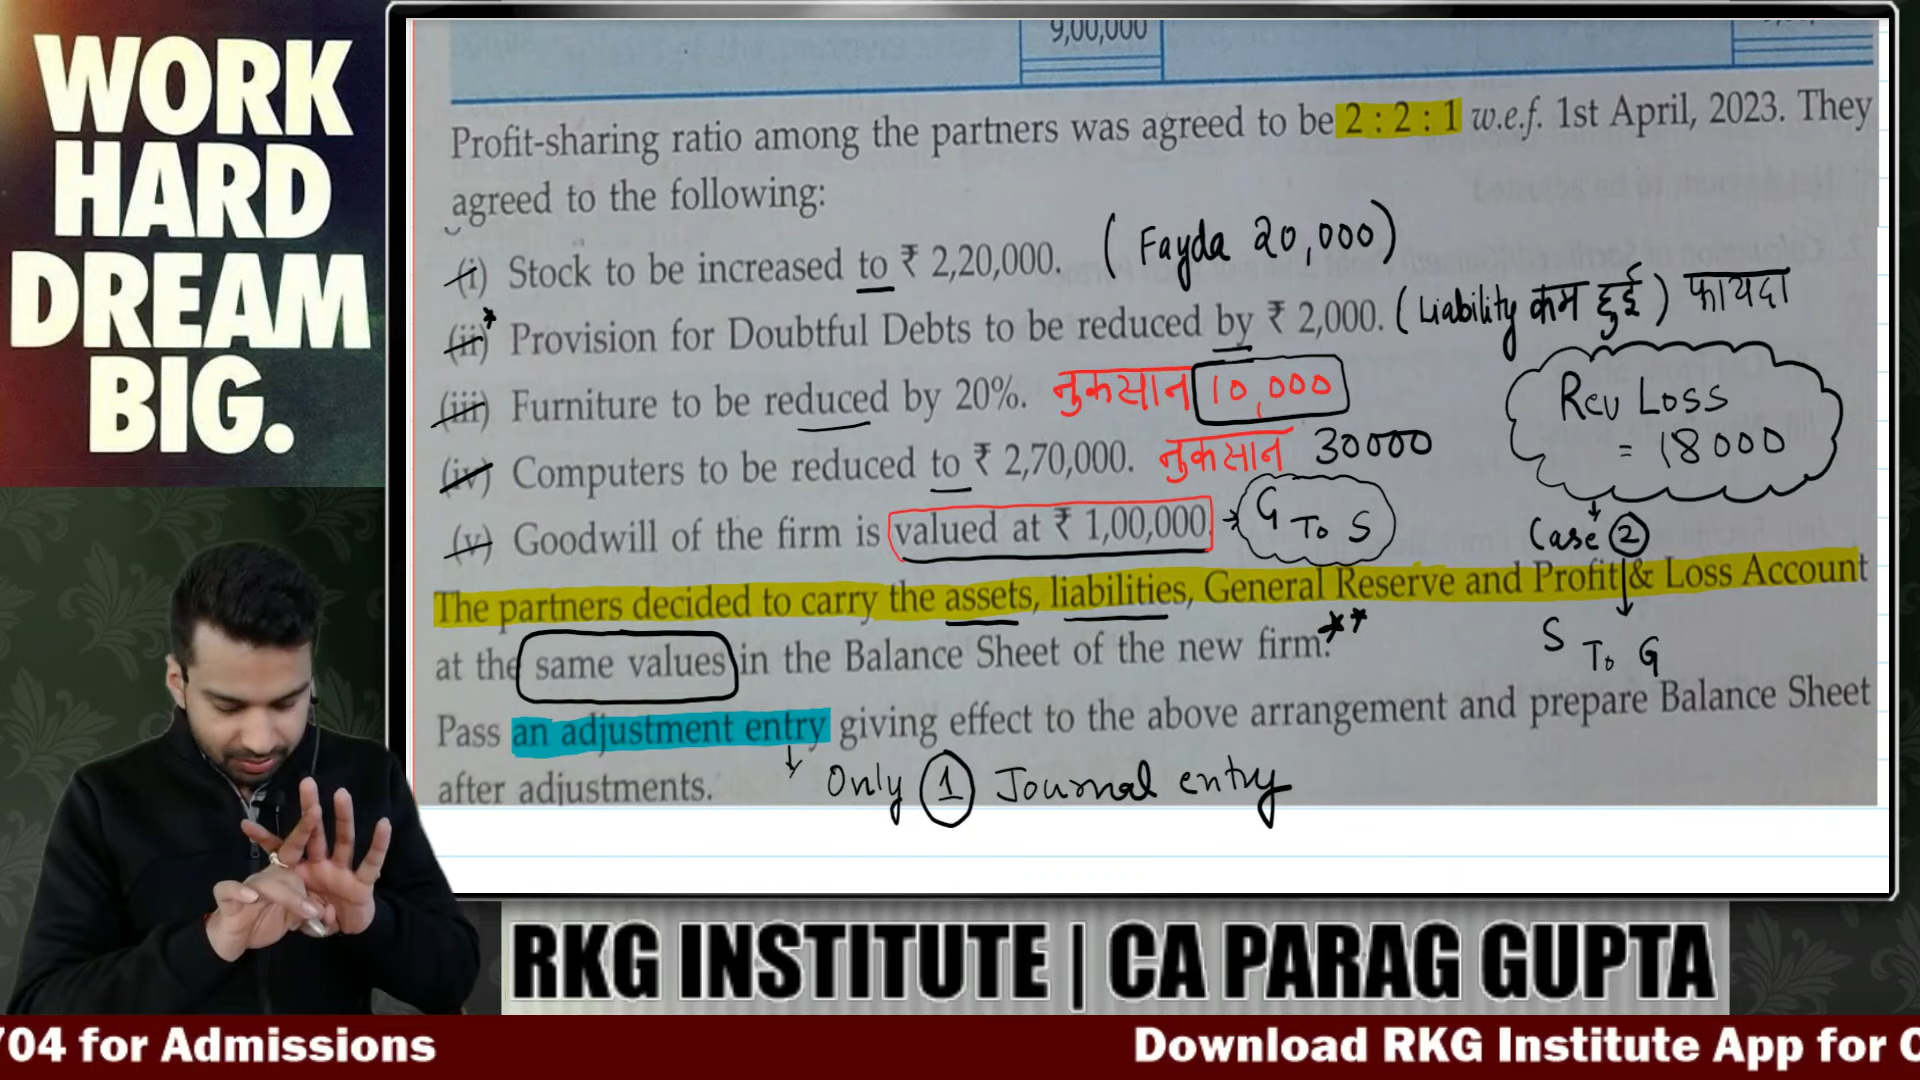 WORK
HARD
DREAM
BIG.
9,00,000
Profit-sharing ratio among the partners was agreed to be 2 : 2 : 1 w.e.f. 1st April, 2023. They
agreed to the following:
(i) Stock to be increased to ₹ 2,20,000. ( Fayda 20,000)
(ii)* Provision for Doubtful Debts to be reduced by ₹ 2,000. ( Liability कम हुई ) फायदा
(iii) Furniture to be reduced by 20%. नुकसान 10,000
Rev Loss
= 18000
(iv) Computers to be reduced to ₹ 2,70,000. नुकसान 30000
(v) Goodwill of the firm is valued at ₹ 1,00,000. → G To S
Case 2
The partners decided to carry the assets, liabilities, General Reserve and Profit & Loss Account
at the same values in the Balance Sheet of the new firm.**
S To G
Pass an adjustment entry giving effect to the above arrangement and prepare Balance Sheet
after adjustments.
Only 1 Journal entry
RKG INSTITUTE | CA PARAG GUPTA
704 for Admissions
Download RKG Institute App for